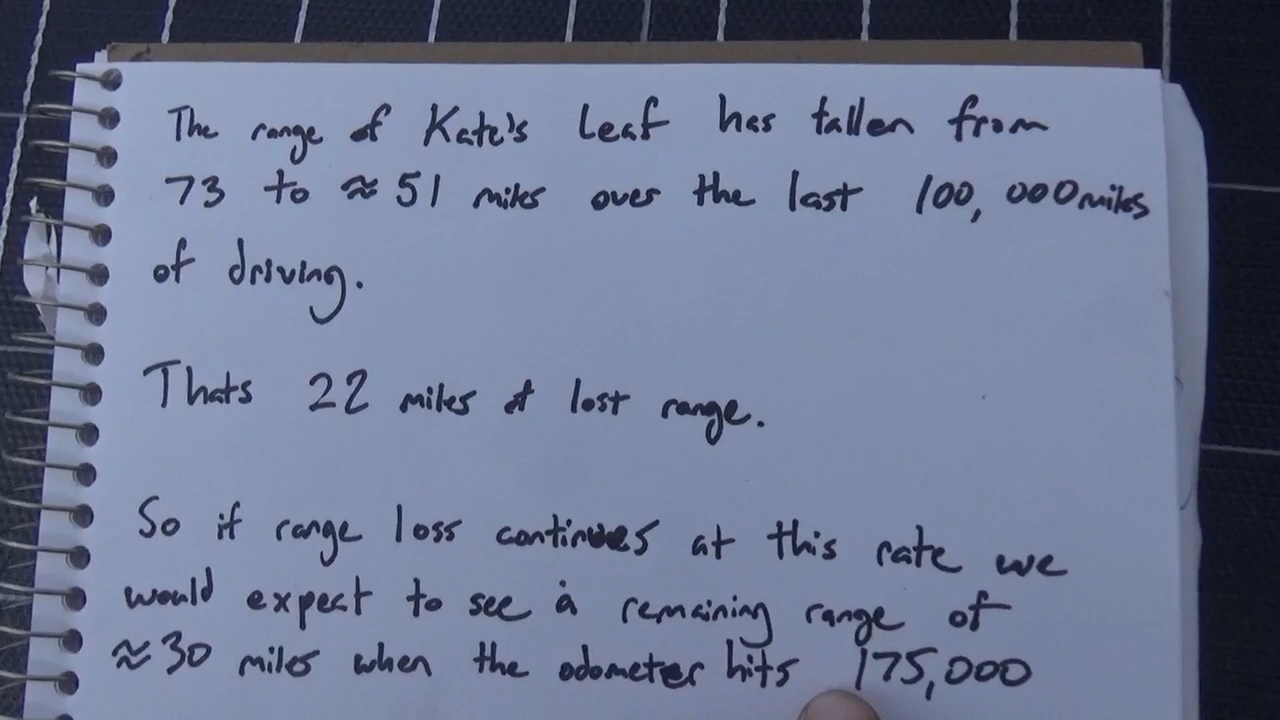 The range of Kate's Leaf has fallen from
73 to ≈ 51 miles over the last 100,000 miles
of driving.
Thats 22 miles of lost range.
So if range loss continues at this rate we
would expect to see a remaining range of
≈30 miles when the odometer hits 175,000